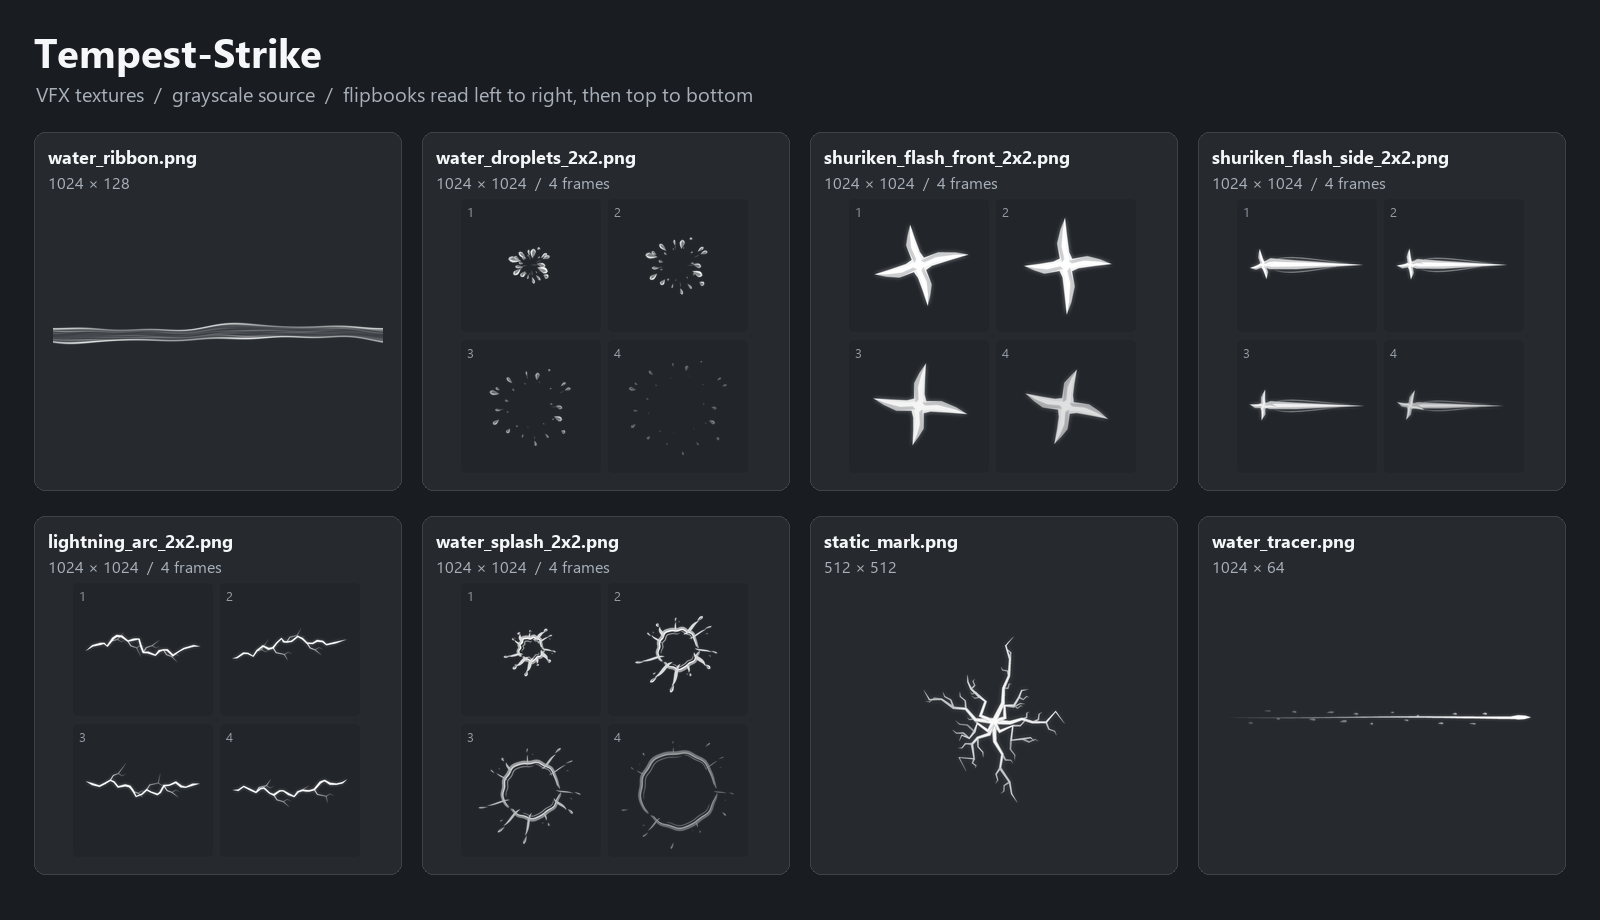 Tempest-Strike
VFX textures / grayscale source / flipbooks read left to right, then top to bottom
water_ribbon.png
1024 × 128
water_droplets_2x2.png
1024 × 1024 / 4 frames
1
2
3
4
shuriken_flash_front_2x2.png
1024 × 1024 / 4 frames
1
2
3
4
shuriken_flash_side_2x2.png
1024 × 1024 / 4 frames
1
2
3
4
lightning_arc_2x2.png
1024 × 1024 / 4 frames
1
2
3
4
water_splash_2x2.png
1024 × 1024 / 4 frames
1
2
3
4
static_mark.png
512 × 512
water_tracer.png
1024 × 64